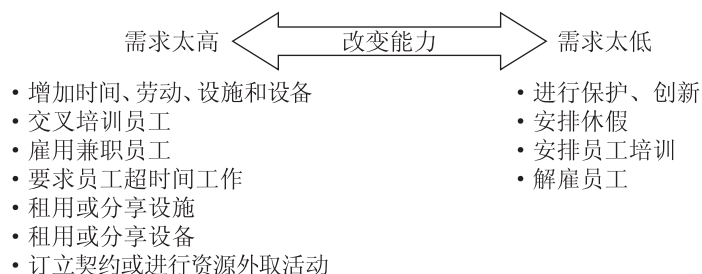 需求太高 改变能力 需求太低
• 增加时间、劳动、设施和设备
• 交叉培训员工
• 雇用兼职员工
• 要求员工超时间工作
• 租用或分享设施
• 租用或分享设备
• 订立契约或进行资源外取活动
• 进行保护、创新
• 安排休假
• 安排员工培训
• 解雇员工